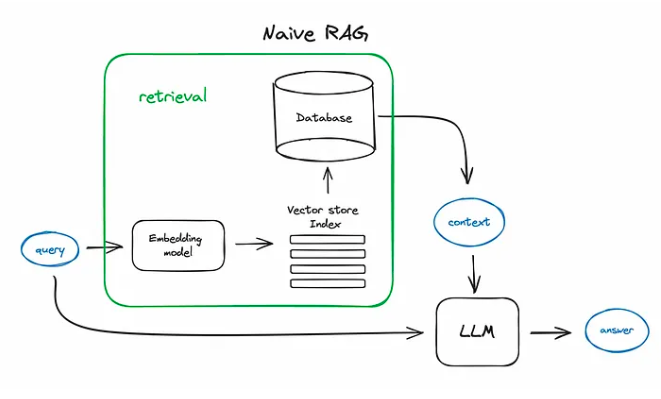 Naive RAG
retrieval
Database
Vector store
Index
query
Embedding
model
context
LLM
answer